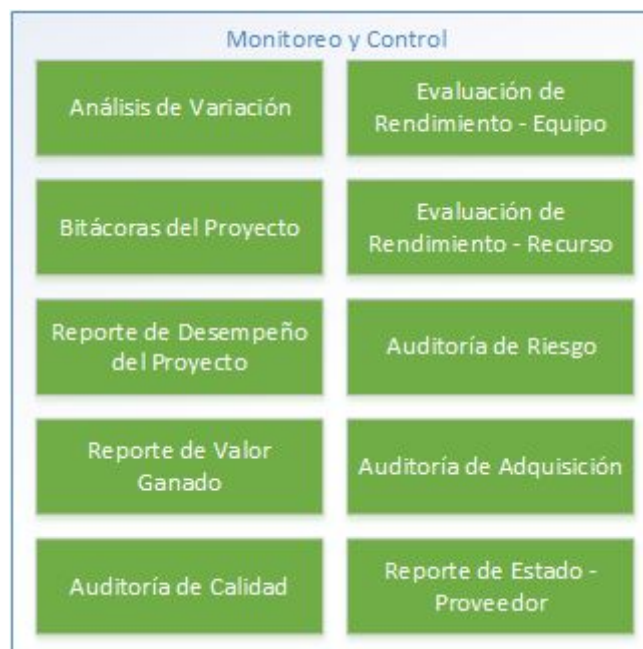 Monitoreo y Control
Análisis de Variación
Evaluación de
Rendimiento - Equipo
Bitácoras del Proyecto
Evaluación de
Rendimiento - Recurso
Reporte de Desempeño
del Proyecto
Auditoría de Riesgo
Reporte de Valor
Ganado
Auditoría de Adquisición
Auditoría de Calidad
Reporte de Estado -
Proveedor